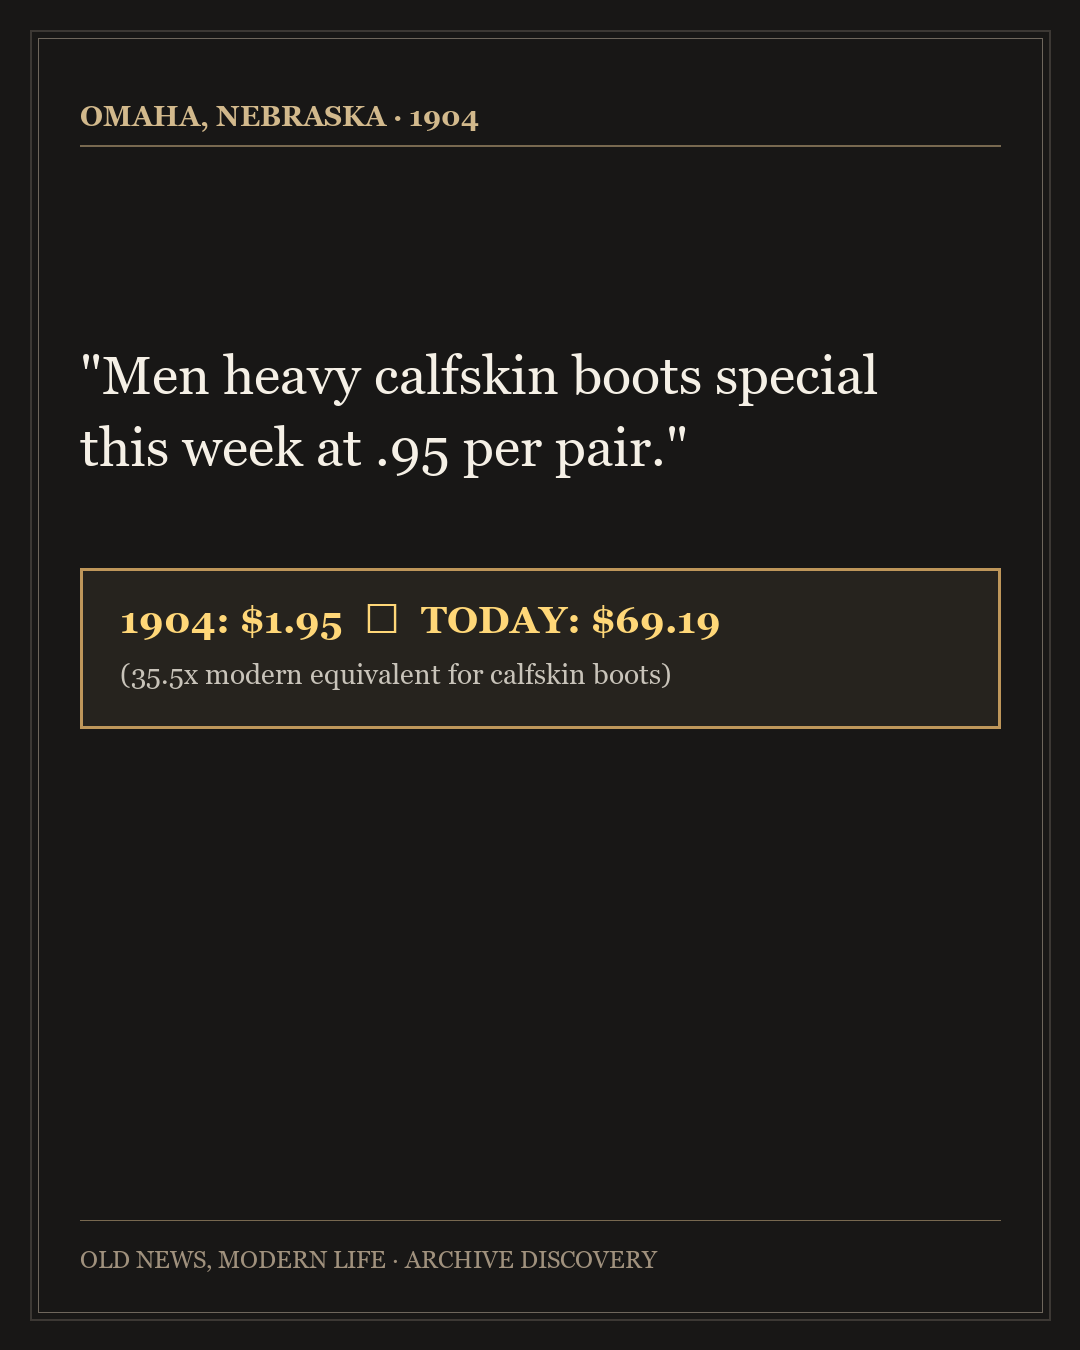 OMAHA, NEBRASKA · 1904
"Men heavy calfskin boots special
this week at .95 per pair."
1904: $1.95 □ TODAY: $69.19
(35.5x modern equivalent for calfskin boots)
OLD NEWS, MODERN LIFE · ARCHIVE DISCOVERY